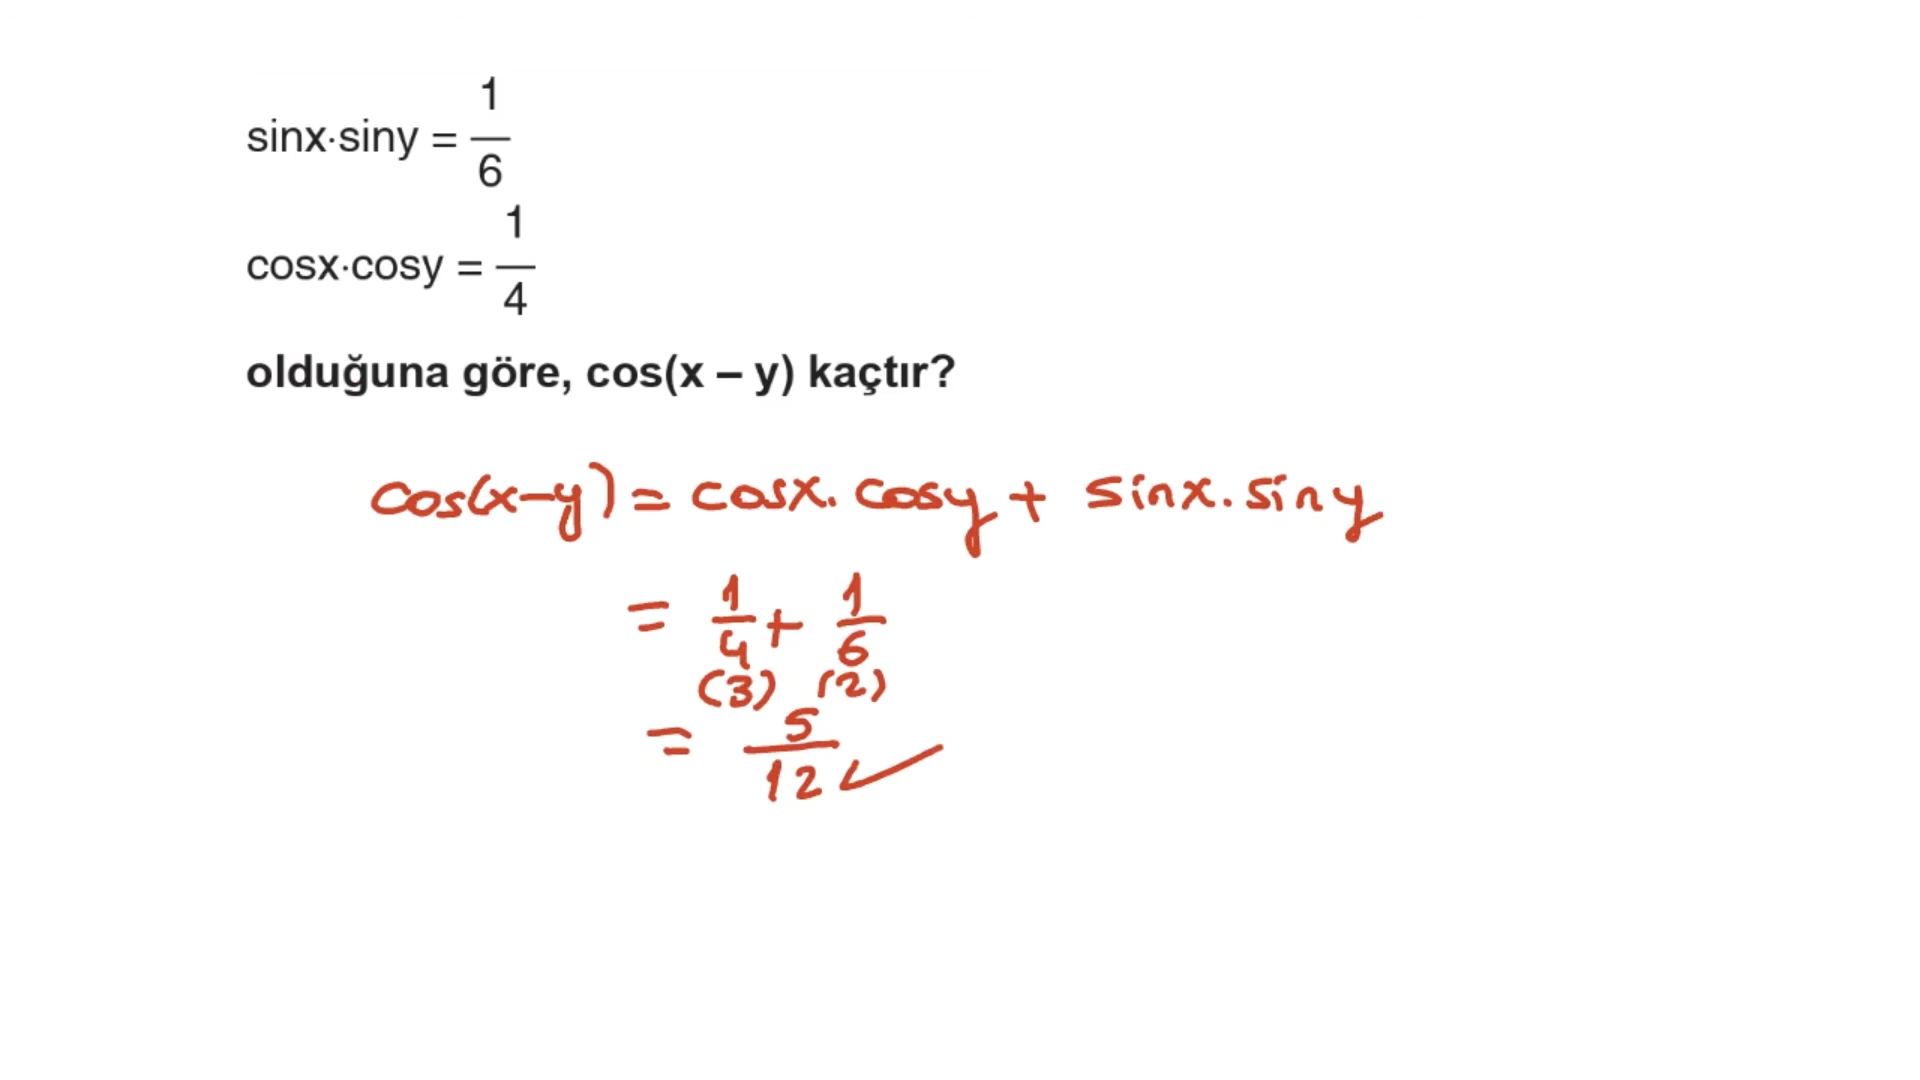 sinx·siny = 1/6
cosx·cosy = 1/4
olduğuna göre, cos(x – y) kaçtır?
cos(x-y) = cosx. cosy + sinx. siny
= 1/4 + 1/6
(3) (2)
= 5/12